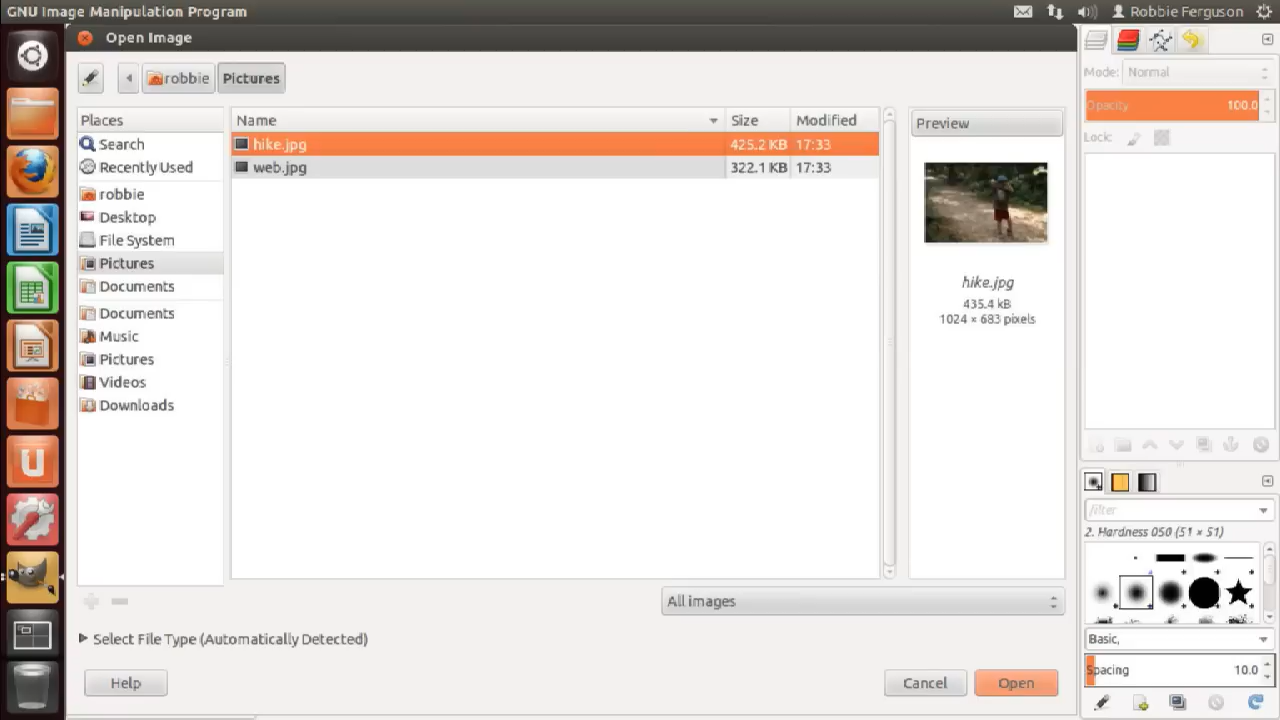 GNU Image Manipulation Program
Robbie Ferguson
Open Image
robbie
Pictures
Places
Search
Recently Used
robbie
Desktop
File System
Pictures
Documents
Documents
Music
Pictures
Videos
Downloads
Name Size Modified
hike.jpg 425.2 KB 17:33
web.jpg 322.1 KB 17:33
Preview
hike.jpg
435.4 kB
1024 × 683 pixels
All images
Select File Type (Automatically Detected)
Help
Cancel
Open
Mode: Normal
Opacity 100.0
Lock:
filter
2. Hardness 050 (51 × 51)
Basic,
Spacing 10.0